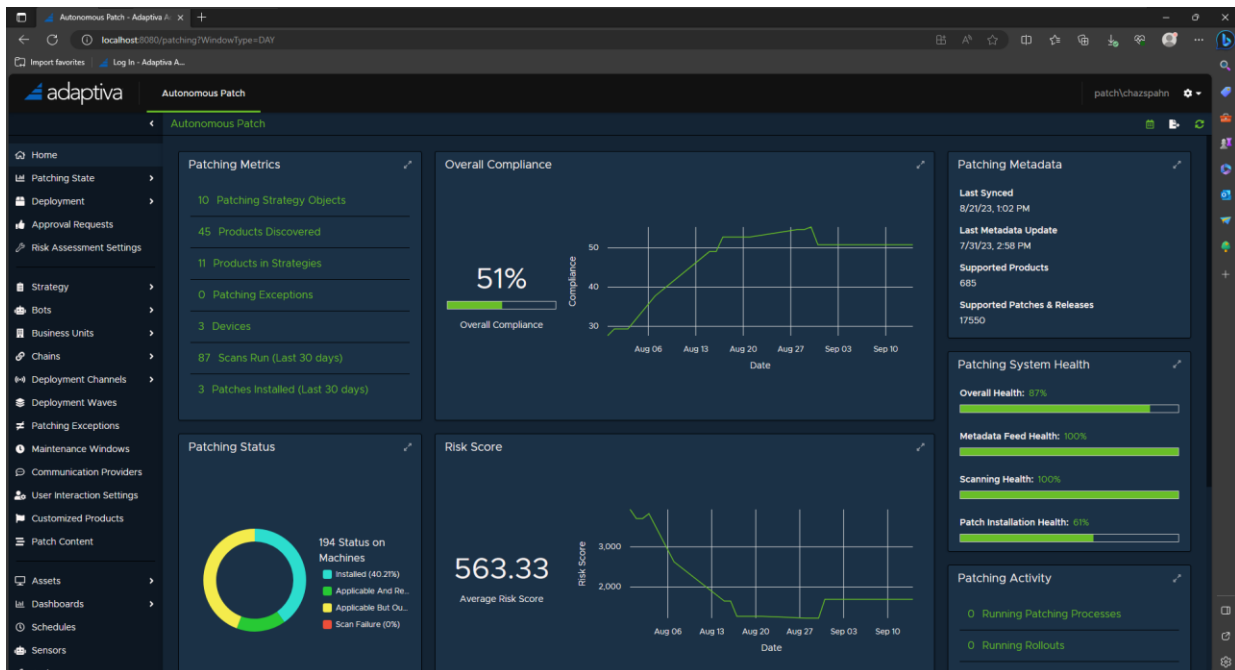 Autonomous Patch - Adaptiva A
localhost:8080/patching?WindowType=DAY
Import favorites
Log In - Adaptiva A...
adaptiva
Autonomous Patch
patch\chazspahn
Autonomous Patch
Home
Patching State
Deployment
Approval Requests
Risk Assessment Settings
Strategy
Bots
Business Units
Chains
Deployment Channels
Deployment Waves
Patching Exceptions
Maintenance Windows
Communication Providers
User Interaction Settings
Customized Products
Patch Content
Assets
Dashboards
Schedules
Sensors
Patching Metrics
10 Patching Strategy Objects
45 Products Discovered
11 Products in Strategies
0 Patching Exceptions
3 Devices
87 Scans Run (Last 30 days)
3 Patches Installed (Last 30 days)
Overall Compliance
51%
Overall Compliance
Compliance
50
40
30
Aug 06 Aug 13 Aug 20 Aug 27 Sep 03 Sep 10
Date
Patching Metadata
Last Synced
8/21/23, 1:02 PM
Last Metadata Update
7/31/23, 2:58 PM
Supported Products
685
Supported Patches & Releases
17550
Patching System Health
Overall Health: 87%
Metadata Feed Health: 100%
Scanning Health: 100%
Patch Installation Health: 61%
Patching Status
194 Status on
Machines
Installed (40.21%)
Applicable And Re...
Applicable But Ou...
Scan Failure (0%)
Risk Score
563.33
Average Risk Score
Risk Score
3,000
2,000
Aug 06 Aug 13 Aug 20 Aug 27 Sep 03 Sep 10
Date
Patching Activity
0 Running Patching Processes
0 Running Rollouts